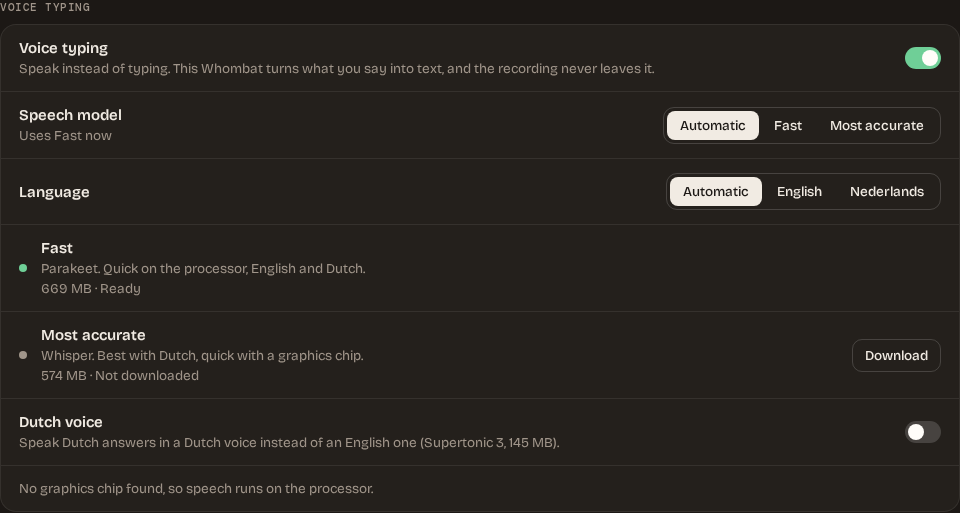 VOICE TYPING
Voice typing
Speak instead of typing. This Whombat turns what you say into text, and the recording never leaves it.
Speech model
Uses Fast now
Automatic Fast Most accurate
Language
Automatic English Nederlands
Fast
Parakeet. Quick on the processor, English and Dutch.
669 MB · Ready
Most accurate
Whisper. Best with Dutch, quick with a graphics chip.
574 MB · Not downloaded
Download
Dutch voice
Speak Dutch answers in a Dutch voice instead of an English one (Supertonic 3, 145 MB).
No graphics chip found, so speech runs on the processor.